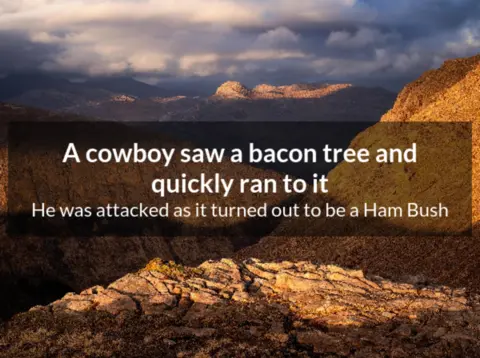 A cowboy saw a bacon tree and
quickly ran to it
He was attacked as it turned out to be a Ham Bush